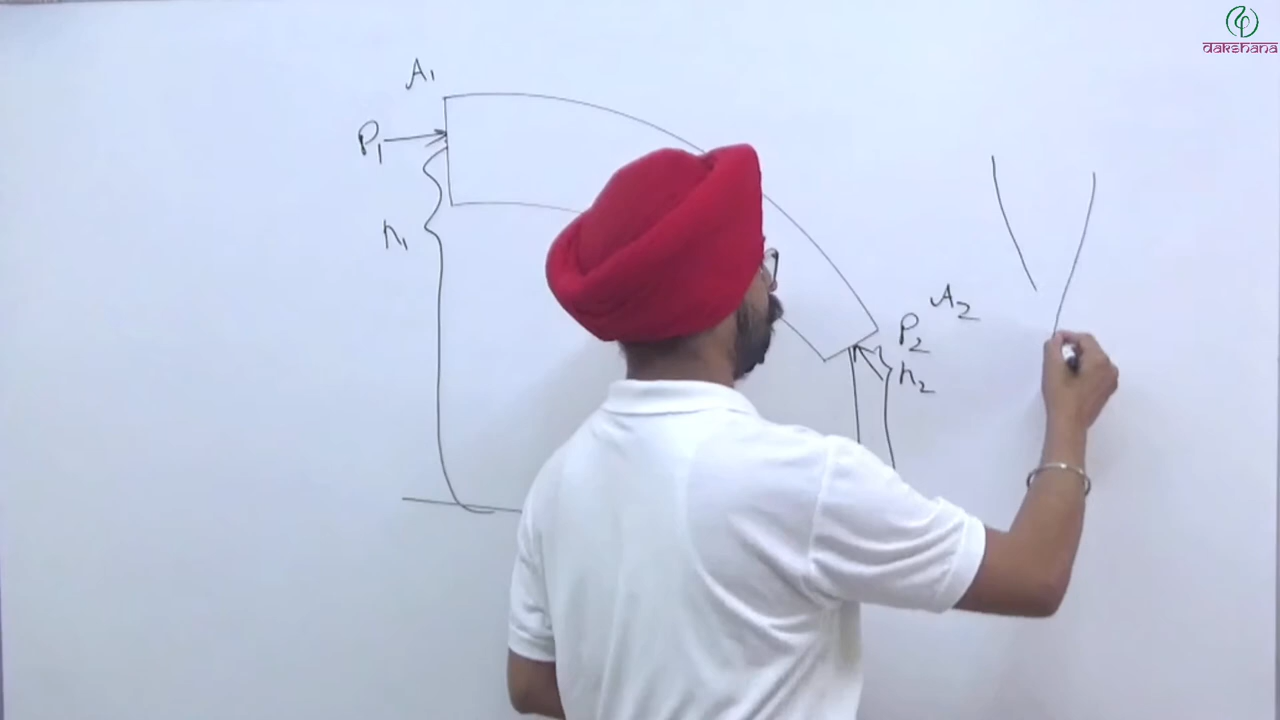 A₁
P₁
h₁
A₂
P₂
h₂
dakshana